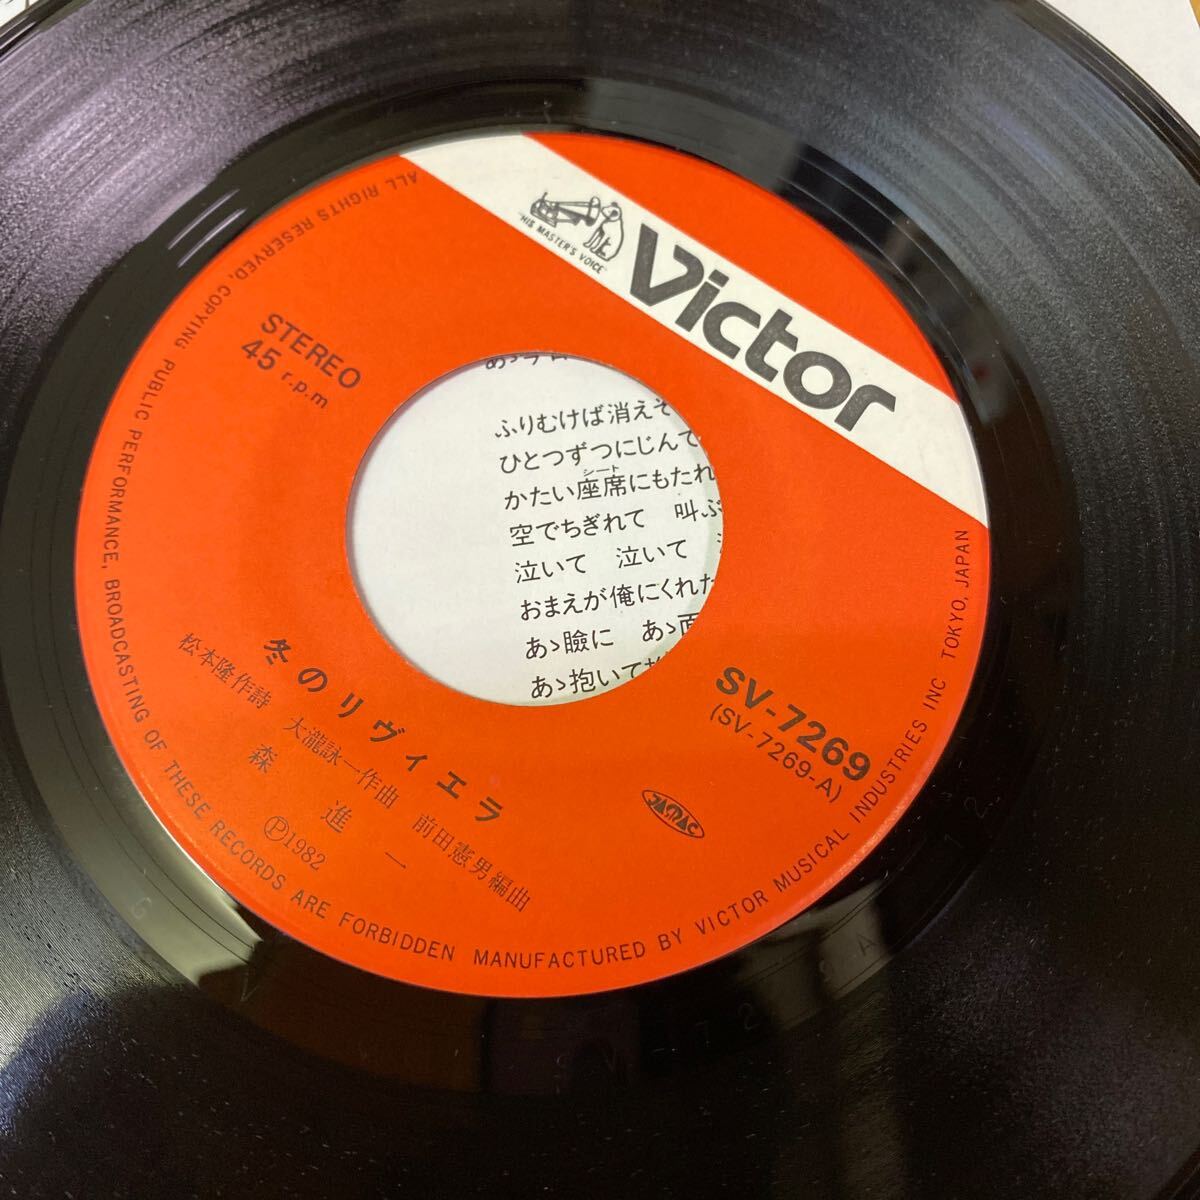 "HIS MASTER'S VOICE"
Victor
STEREO
45 r.p.m
SV-7269
(SV-7269-A)
冬のリヴィエラ
松本隆作詩 大瀧詠一作曲 前田憲男編曲
森進一
Ⓟ1982
JASRAC
ALL RIGHTS RESERVED, COPYING PUBLIC PERFORMANCE, BROADCASTING OF THESE RECORDS ARE FORBIDDEN MANUFACTURED BY VICTOR MUSICAL INDUSTRIES INC TOKYO, JAPAN
ふりむけば消えそ
ひとつずつにじんで
シート
かたい座席にもたれ
空でちぎれて 叫ぶ
泣いて 泣いて
おまえが俺にくれた
あゝ瞼に あゝ面
あゝ抱いて